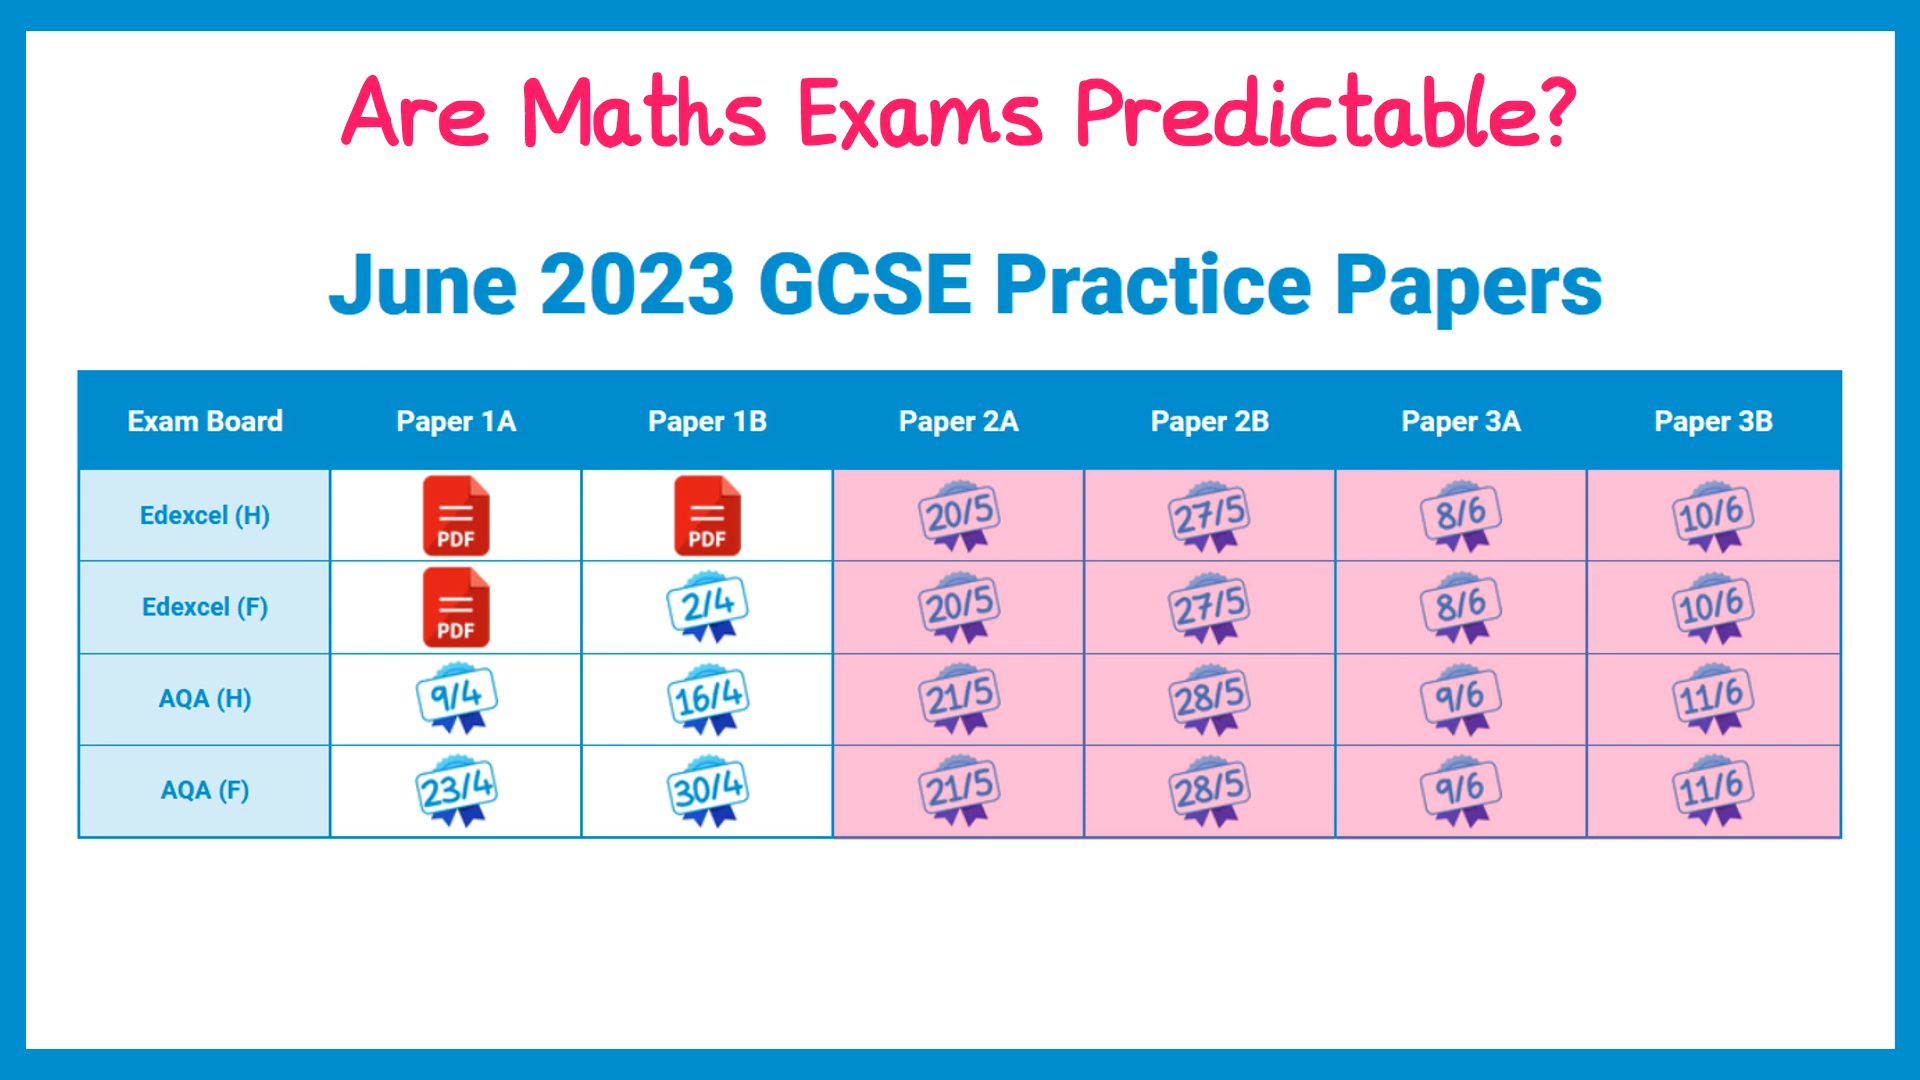 Are Maths Exams Predictable?
June 2023 GCSE Practice Papers
Exam Board Paper 1A Paper 1B Paper 2A Paper 2B Paper 3A Paper 3B
Edexcel (H) PDF PDF 20/5 27/5 8/6 10/6
Edexcel (F) PDF 2/4 20/5 27/5 8/6 10/6
AQA (H) 9/4 16/4 21/5 28/5 9/6 11/6
AQA (F) 23/4 30/4 21/5 28/5 9/6 11/6